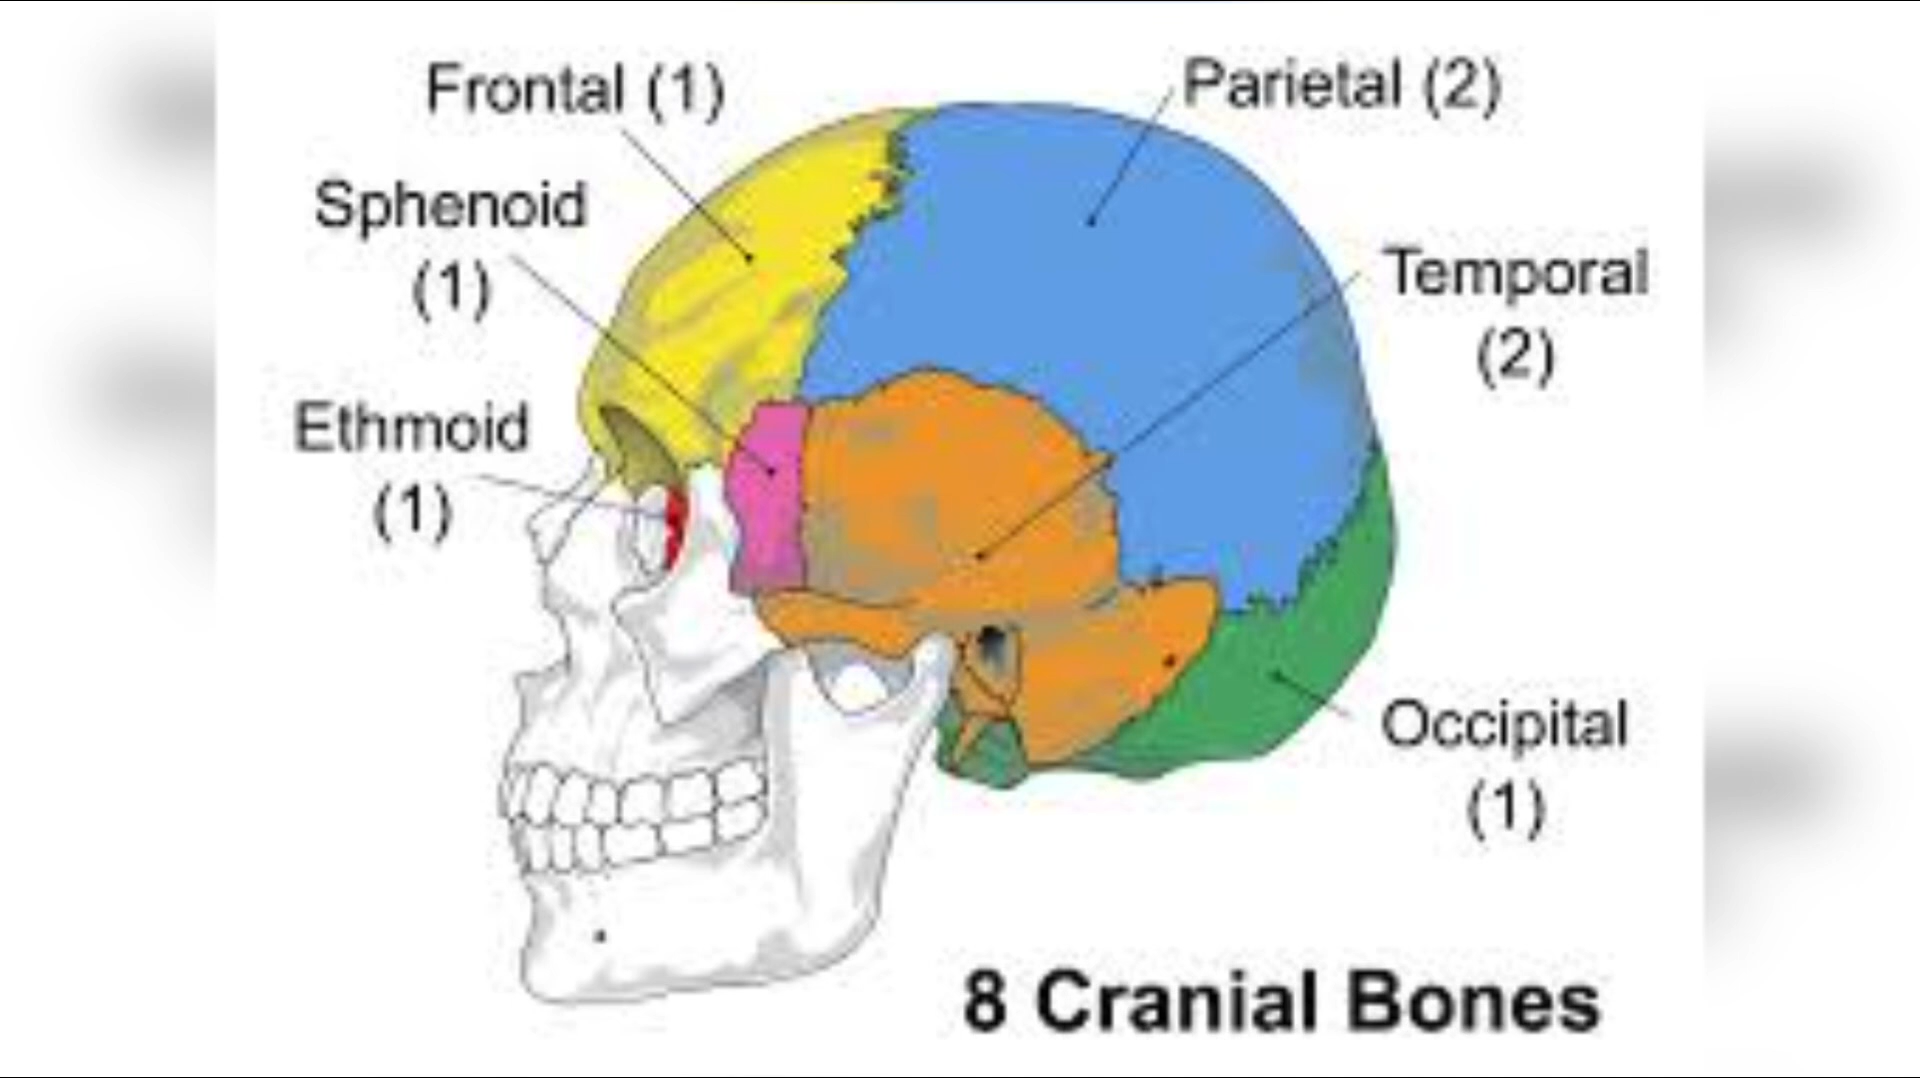 Frontal (1)
Parietal (2)
Sphenoid
(1)
Temporal
(2)
Ethmoid
(1)
Occipital
(1)
8 Cranial Bones